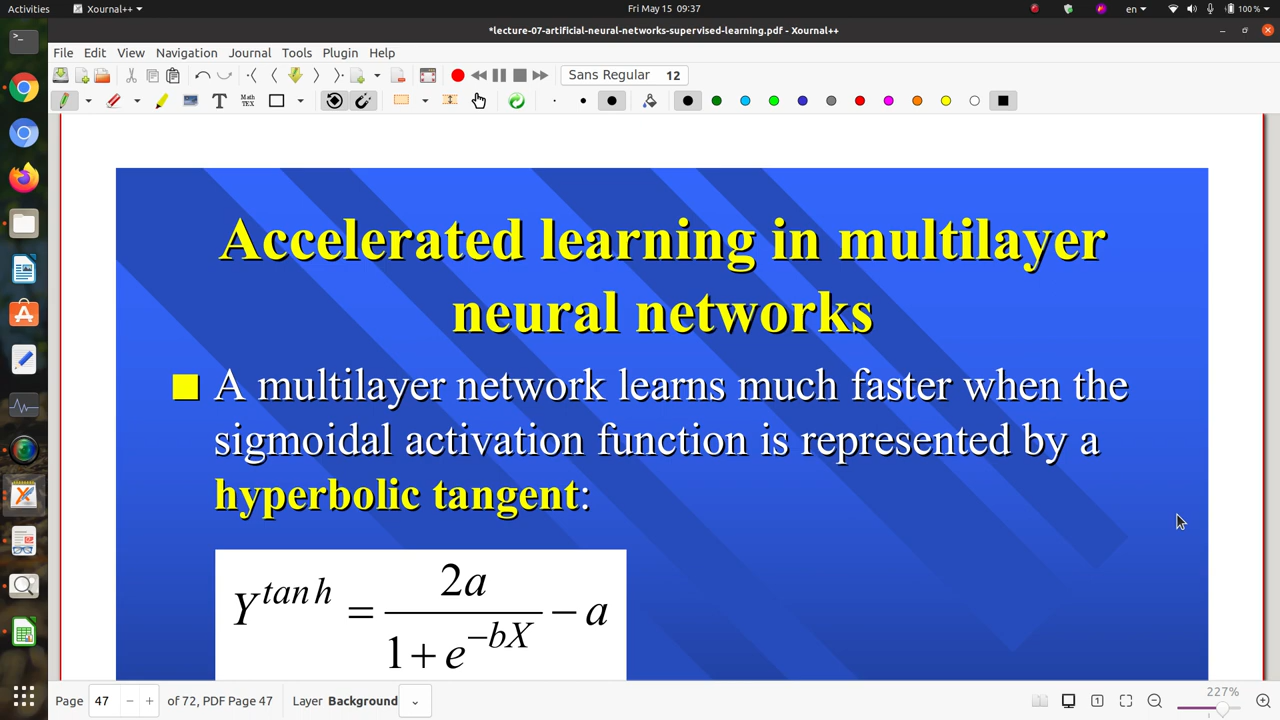 Activities
Xournal++
Fri May 15 09:37
en
100 %
*lecture-07-artificial-neural-networks-supervised-learning.pdf - Xournal++
File Edit View Navigation Journal Tools Plugin Help
Sans Regular 12
Accelerated learning in multilayer
neural networks
A multilayer network learns much faster when the
sigmoidal activation function is represented by a
hyperbolic tangent:
Y^{tan h} = \frac{2a}{1 + e^{-bX}} - a
Page 47 − + of 72, PDF Page 47 Layer Background 227%